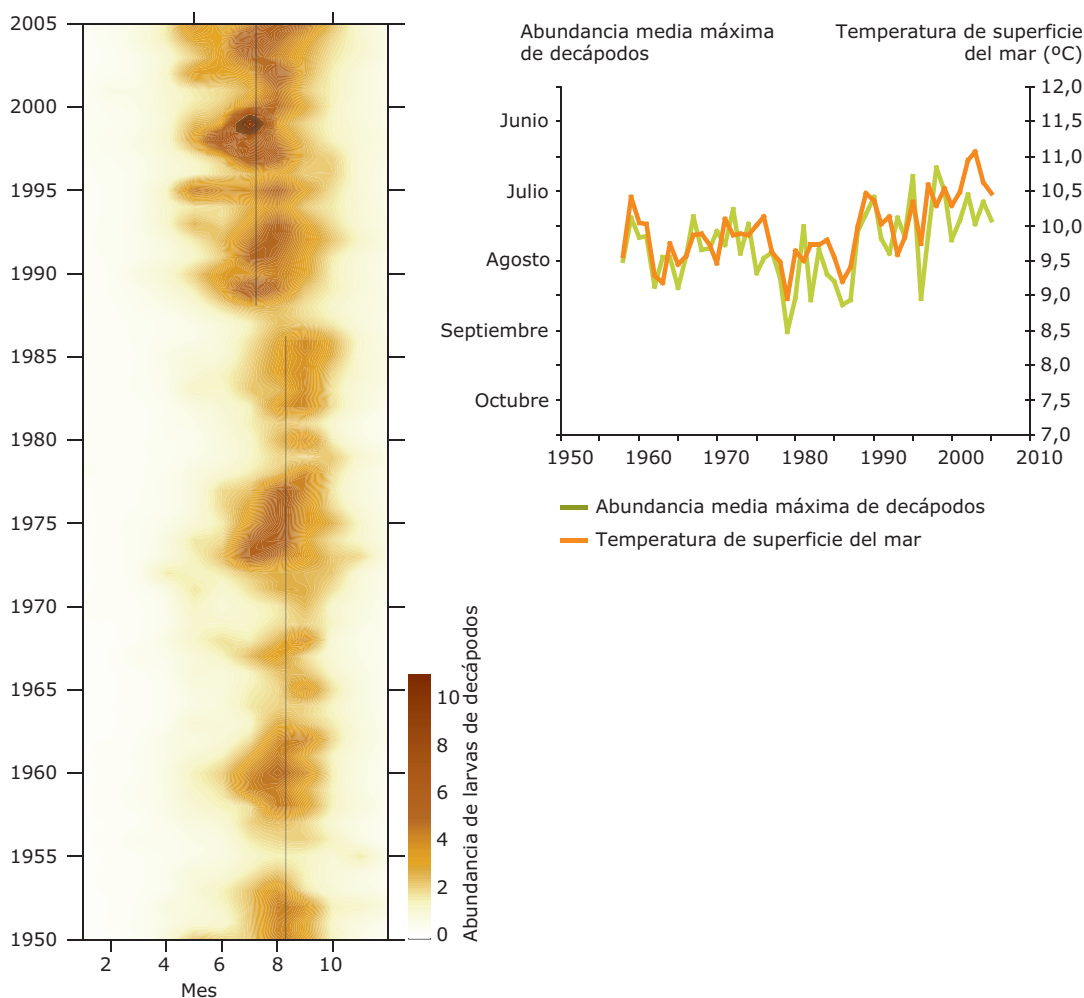 2005
2000
1995
1990
1985
1980
1975
1970
1965
1960
1955
1950
2 4 6 8 10
Mes
10
8
6
4
2
0
Abundancia de larvas de decápodos
Abundancia media máxima
de decápodos
Temperatura de superficie
del mar (ºC)
Junio
Julio
Agosto
Septiembre
Octubre
12,0
11,5
11,0
10,5
10,0
9,5
9,0
8,5
8,0
7,5
7,0
1950 1960 1970 1980 1990 2000 2010
Abundancia media máxima de decápodos
Temperatura de superficie del mar